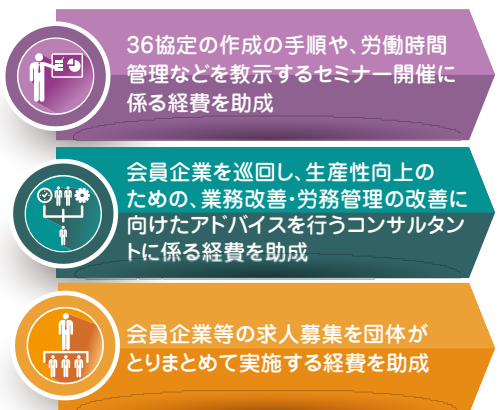 36協定の作成の手順や、労働時間
管理などを教示するセミナー開催に
係る経費を助成
会員企業を巡回し、生産性向上の
ための、業務改善・労務管理の改善に
向けたアドバイスを行うコンサルタン
トに係る経費を助成
会員企業等の求人募集を団体が
とりまとめて実施する経費を助成